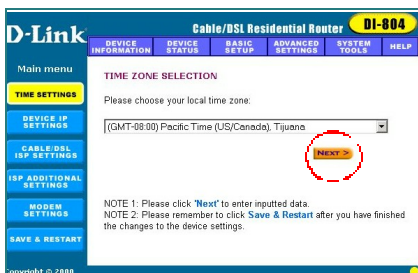 D-Link
Cable/DSL Residential Router
DI-804
DEVICE INFORMATION
DEVICE STATUS
BASIC SETUP
ADVANCED SETTINGS
SYSTEM TOOLS
HELP
Main menu
TIME SETTINGS
DEVICE IP SETTINGS
CABLE/DSL ISP SETTINGS
ISP ADDITIONAL SETTINGS
MODEM SETTINGS
SAVE & RESTART
Copyright © 2000
TIME ZONE SELECTION
Please choose your local time zone:
(GMT-08:00) Pacific Time (US/Canada), Tijuana
NEXT >
NOTE 1: Please click 'Next' to enter inputted data.
NOTE 2: Please remember to click Save & Restart after you have finished
the changes to the device settings.